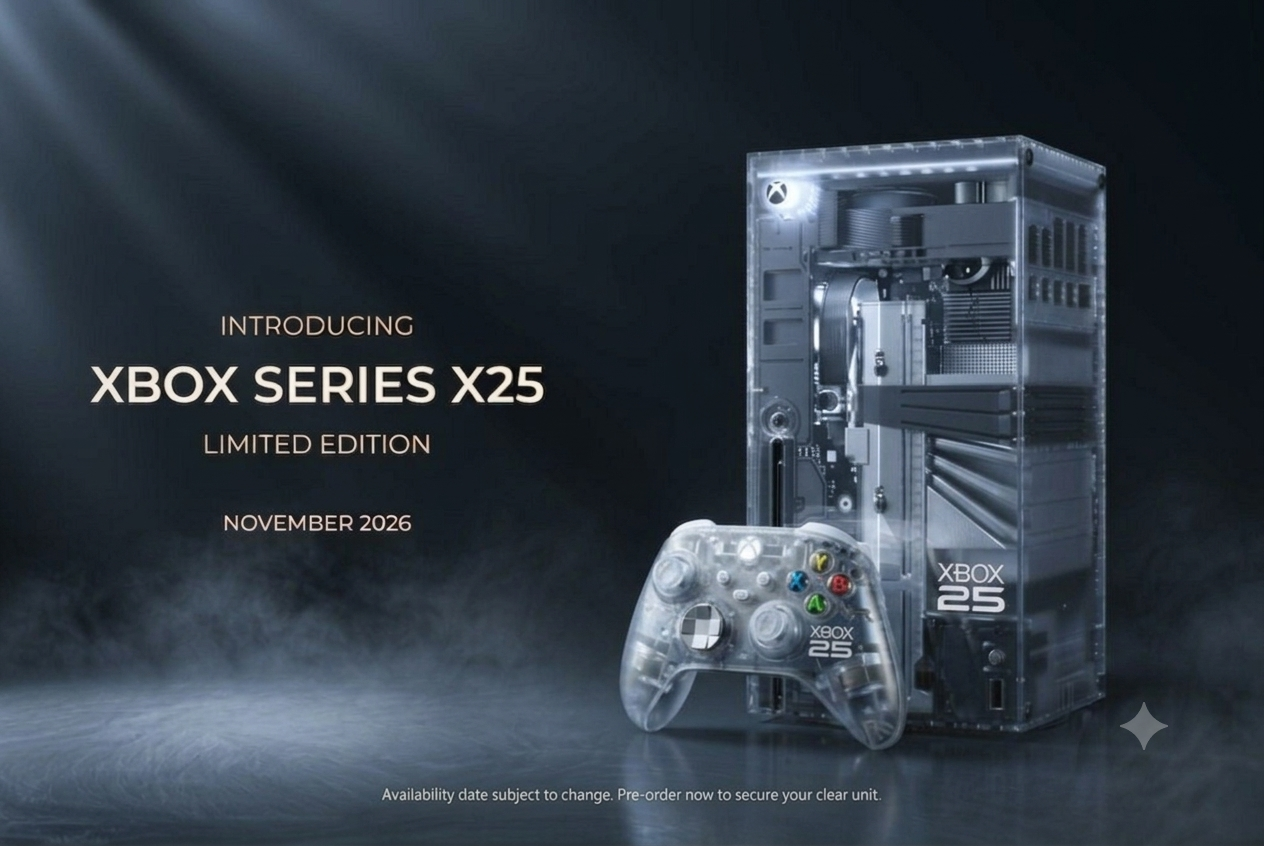 INTRODUCING
XBOX SERIES X25
LIMITED EDITION
NOVEMBER 2026
XBOX
25
Y
X
B
A
XBOX
25
Availability date subject to change. Pre-order now to secure your clear unit.